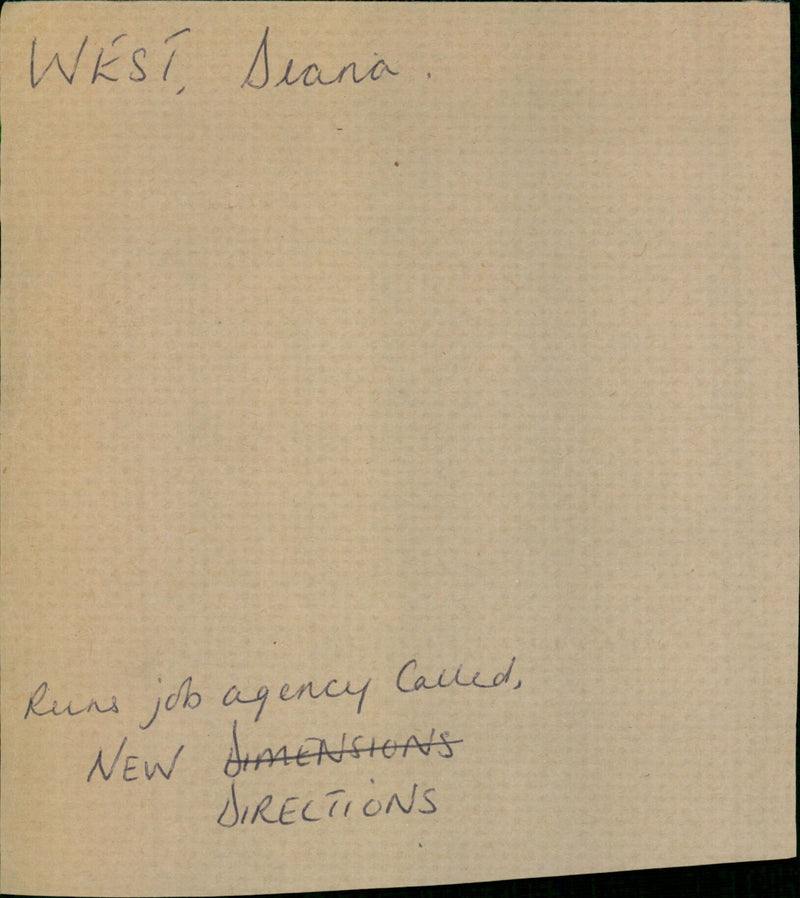 WEST, Diana.
Runs job agency Called,
NEW DIMENSIONS
DIRECTIONS